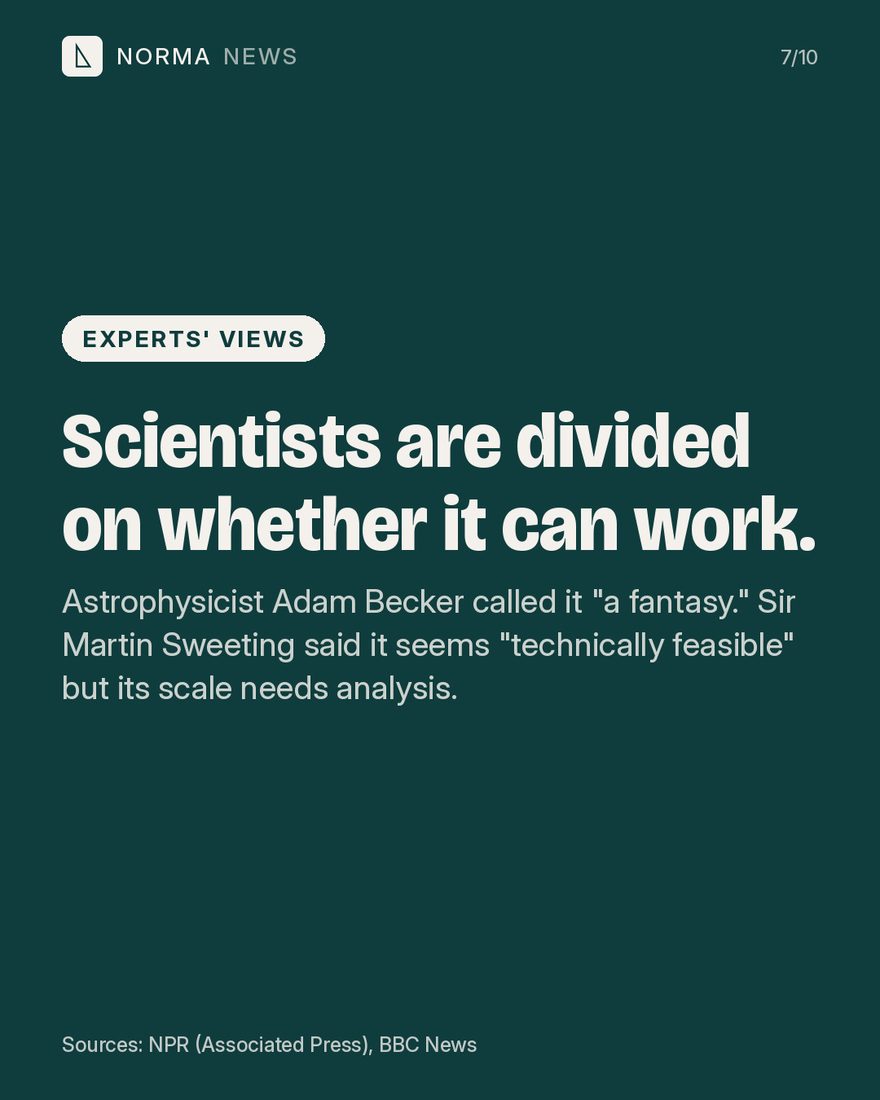 NORMA NEWS
7/10
EXPERTS' VIEWS
Scientists are divided
on whether it can work.
Astrophysicist Adam Becker called it "a fantasy." Sir
Martin Sweeting said it seems "technically feasible"
but its scale needs analysis.
Sources: NPR (Associated Press), BBC News